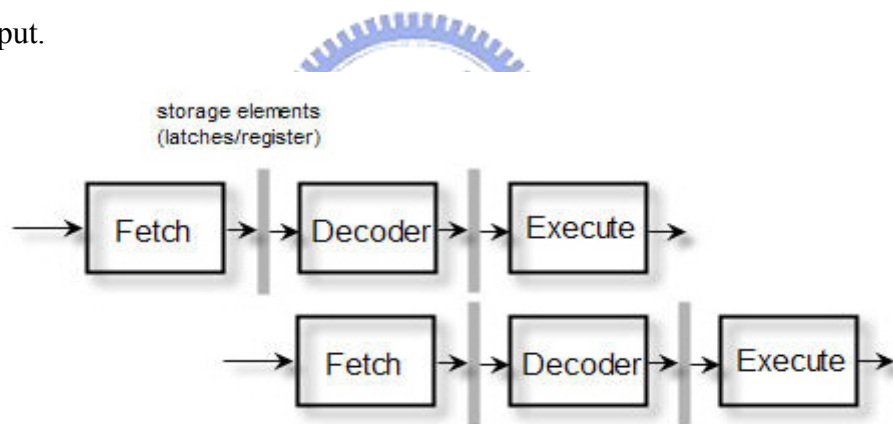 put.
storage elements
(latches/register)
Fetch Decoder Execute
Fetch Decoder Execute